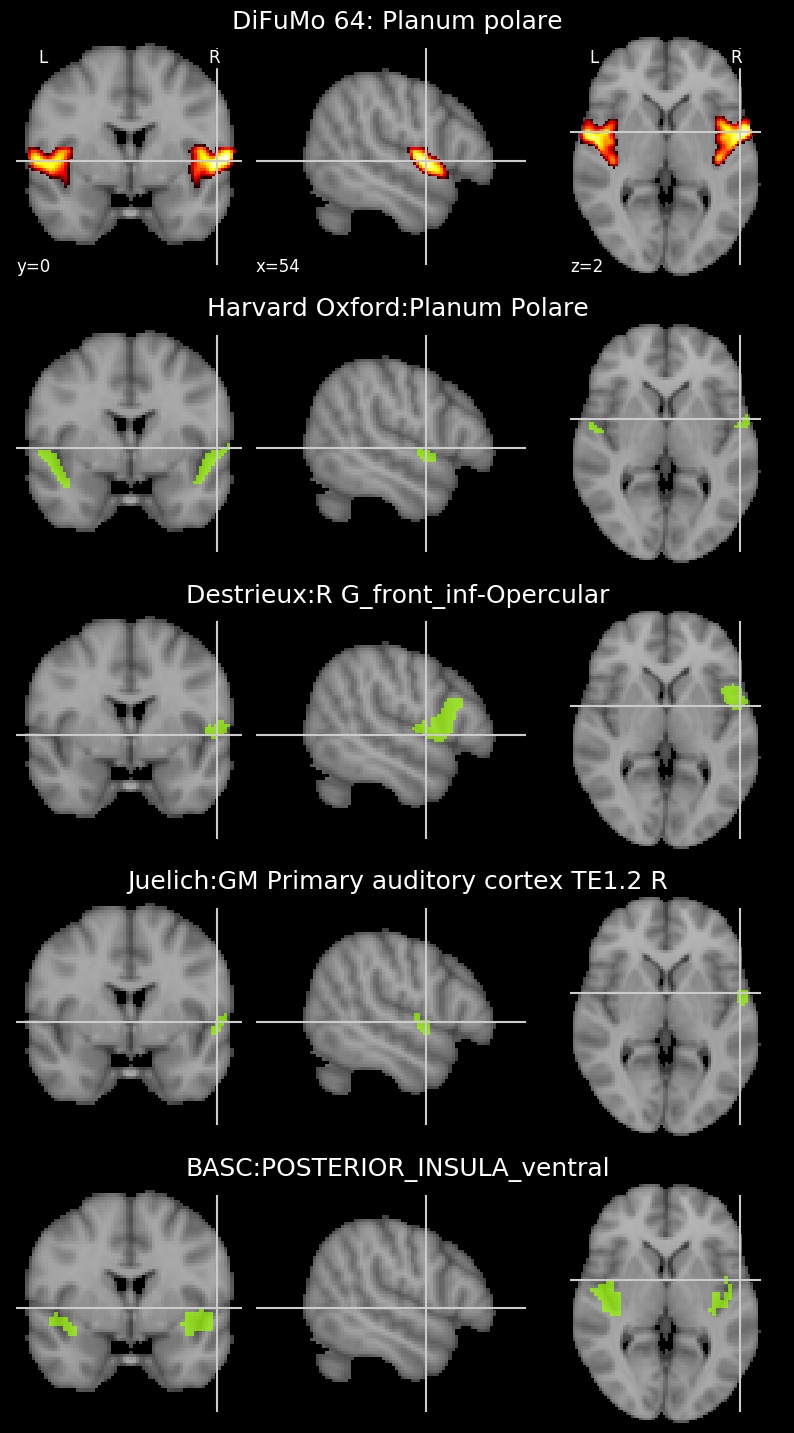 DiFuMo 64: Planum polare
L R L R
y=0 x=54 z=2
Harvard Oxford:Planum Polare
Destrieux:R G_front_inf-Opercular
Juelich:GM Primary auditory cortex TE1.2 R
BASC:POSTERIOR_INSULA_ventral